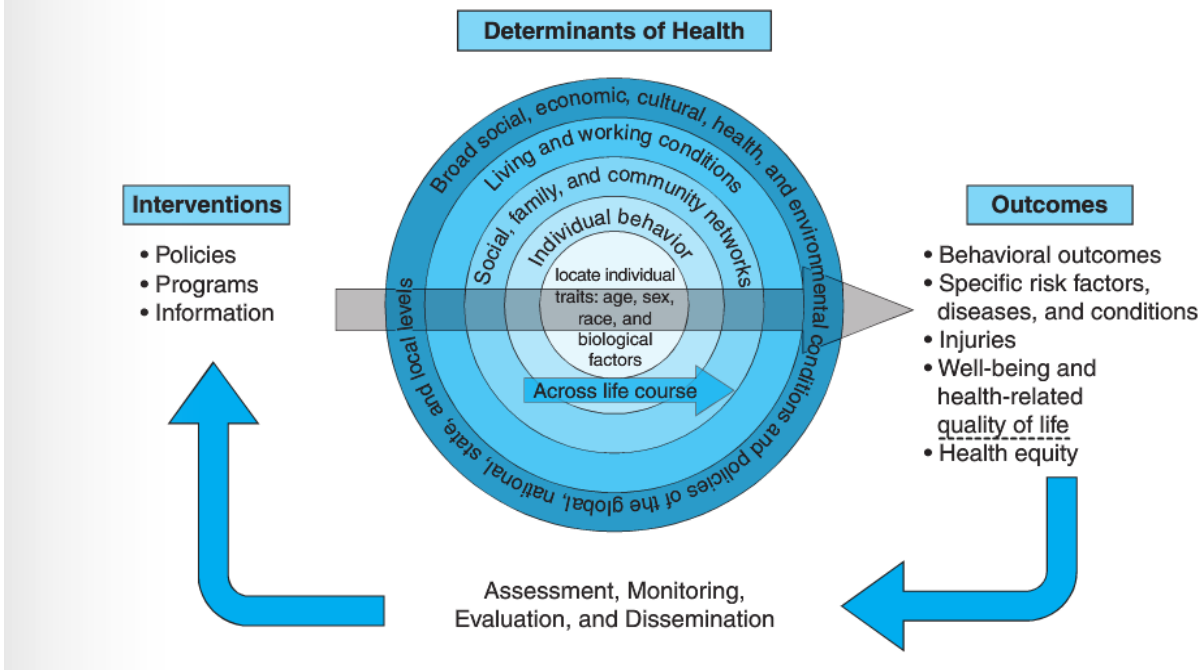 Determinants of Health
Broad social, economic, cultural, health, and environmental conditions and policies of the global, national, state, and local levels
Living and working conditions
Social, family, and community networks
Individual behavior
locate individual
traits: age, sex,
race, and
biological
factors
Across life course
Interventions
• Policies
• Programs
• Information
Outcomes
• Behavioral outcomes
• Specific risk factors,
diseases, and conditions
• Injuries
• Well-being and
health-related
quality of life
• Health equity
Assessment, Monitoring,
Evaluation, and Dissemination